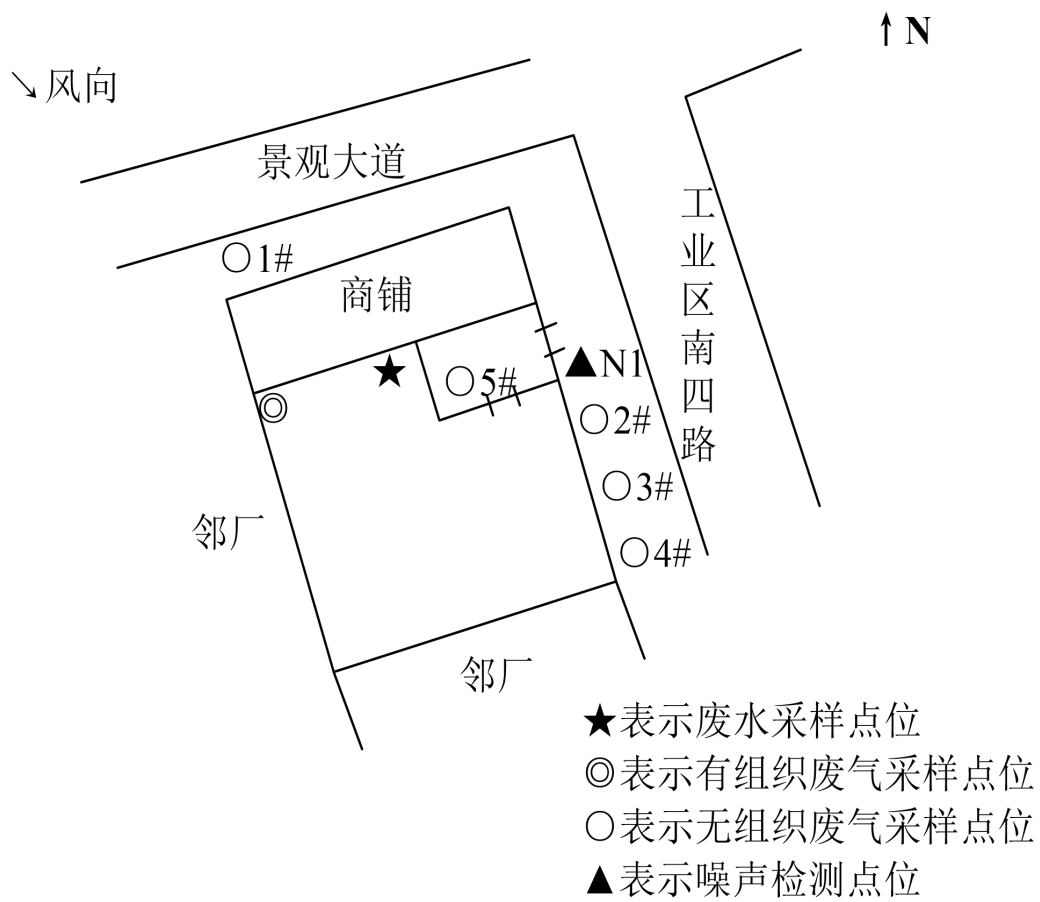 N
风向
景观大道
工业区南四路
1#
商铺
5#
N1
2#
3#
4#
邻厂
邻厂
★表示废水采样点位
◎表示有组织废气采样点位
○表示无组织废气采样点位
▲表示噪声检测点位